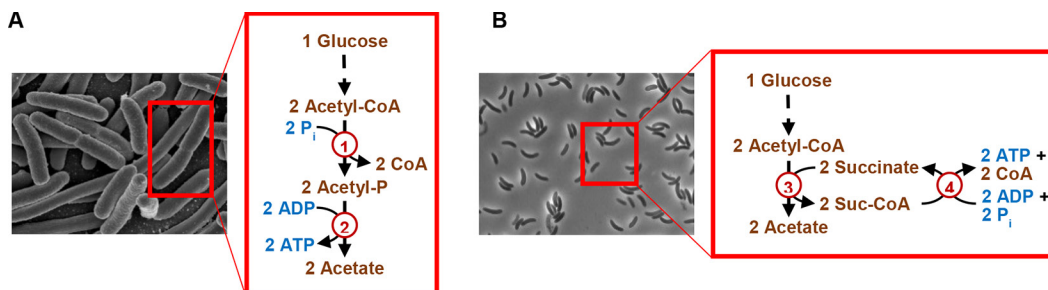 A
1 Glucose
2 Acetyl-CoA
2 Pi
1
2 CoA
2 Acetyl-P
2 ADP
2
2 ATP
2 Acetate
B
1 Glucose
2 Acetyl-CoA
3
2 Succinate
2 Suc-CoA
2 Acetate
4
2 ATP +
2 CoA
2 ADP +
2 Pi